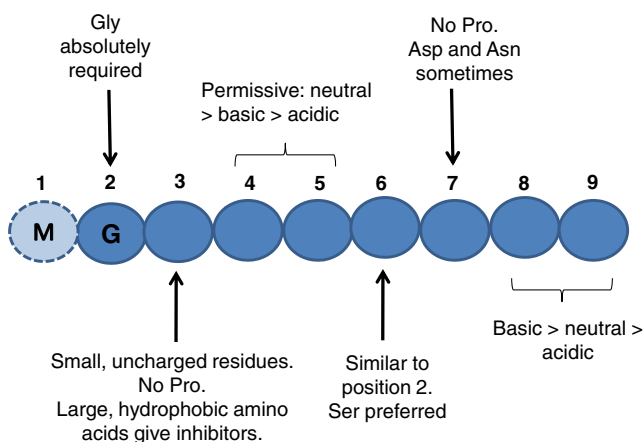 Gly
absolutely
required
No Pro.
Asp and Asn
sometimes
Permissive: neutral
> basic > acidic
1 2 3 4 5 6 7 8 9
M G
Small, uncharged residues.
No Pro.
Large, hydrophobic amino
acids give inhibitors.
Similar to
position 2.
Ser preferred
Basic > neutral >
acidic